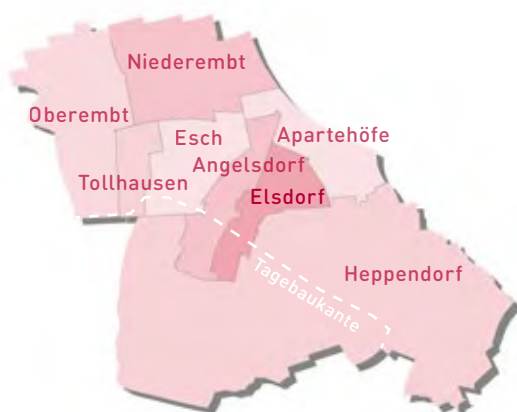 Niederembt
Oberembt
Esch
Apartehöfe
Angelsdorf
Tollhausen
Elsdorf
Heppendorf
Tagebaukante